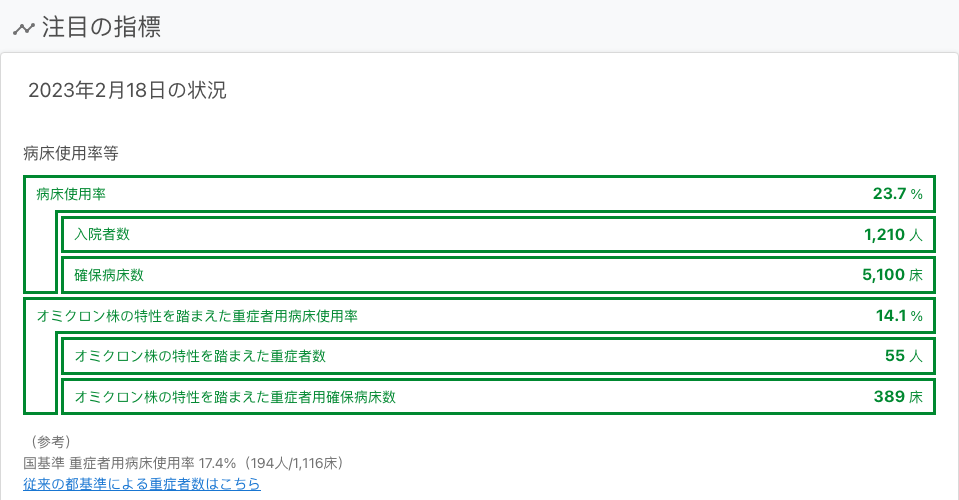 注目の指標
2023年2月18日の状況
病床使用率等
病床使用率 23.7 %
入院者数 1,210 人
確保病床数 5,100 床
オミクロン株の特性を踏まえた重症者用病床使用率 14.1 %
オミクロン株の特性を踏まえた重症者数 55 人
オミクロン株の特性を踏まえた重症者用確保病床数 389 床
（参考）
国基準 重症者用病床使用率 17.4%（194人/1,116床）
従来の都基準による重症者数はこちら